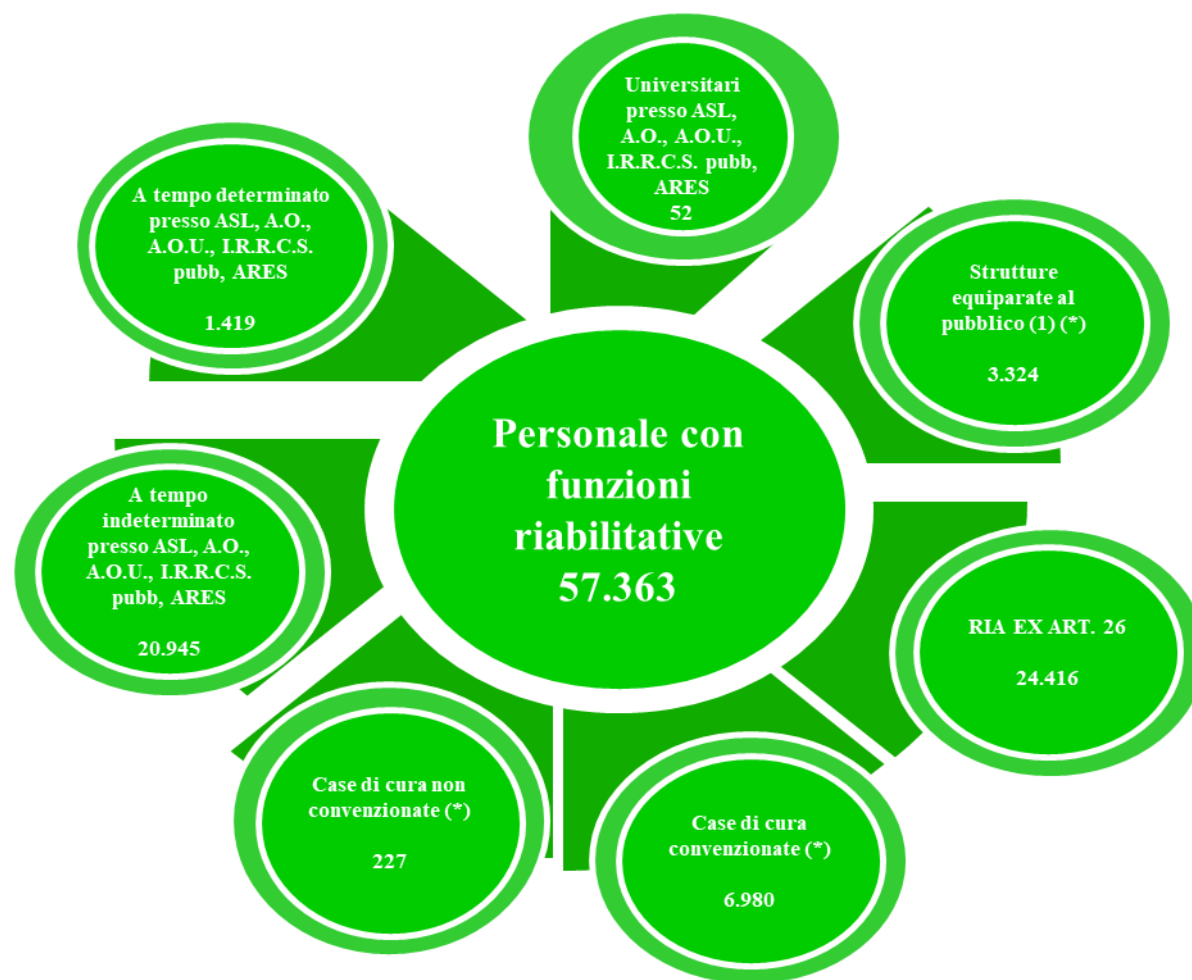 Universitari
presso ASL,
A.O., A.O.U.,
I.R.R.C.S. pubb,
ARES
52
A tempo determinato
presso ASL, A.O.,
A.O.U., I.R.R.C.S.
pubb, ARES
1.419
Strutture
equiparate al
pubblico (1) (*)
3.324
Personale con
funzioni
riabilitative
57.363
A tempo
indeterminato
presso ASL, A.O.,
A.O.U., I.R.R.C.S.
pubb, ARES
20.945
RIA EX ART. 26
24.416
Case di cura non
convenzionate (*)
227
Case di cura
convenzionate (*)
6.980